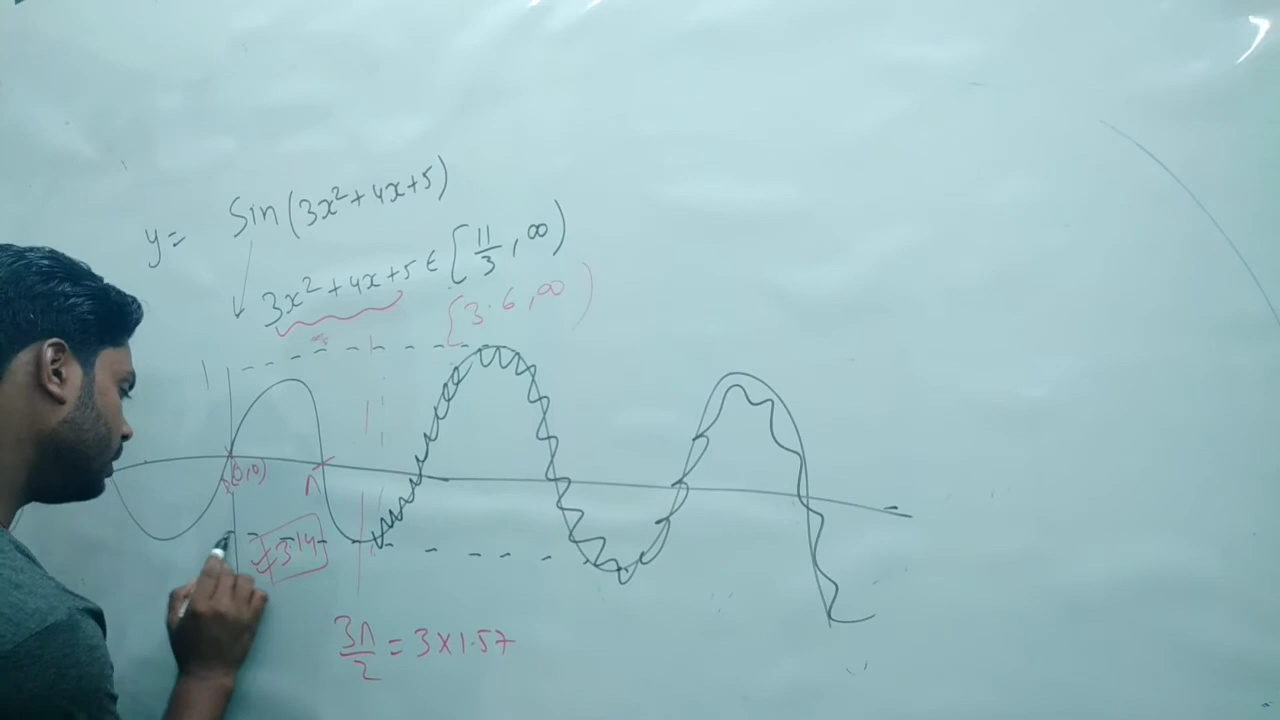 y= Sin(3x²+4x+5)
3x²+4x+5 ∈ [11/3, ∞)
[3.6, ∞)
1
(0,0)
π
3.14
3π/2 = 3×1.57